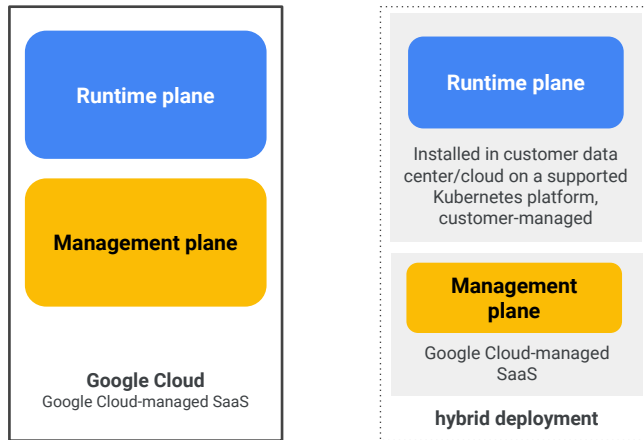 Runtime plane
Management plane
Google Cloud
Google Cloud-managed SaaS
Runtime plane
Installed in customer data
center/cloud on a supported
Kubernetes platform,
customer-managed
Management
plane
Google Cloud-managed
SaaS
hybrid deployment